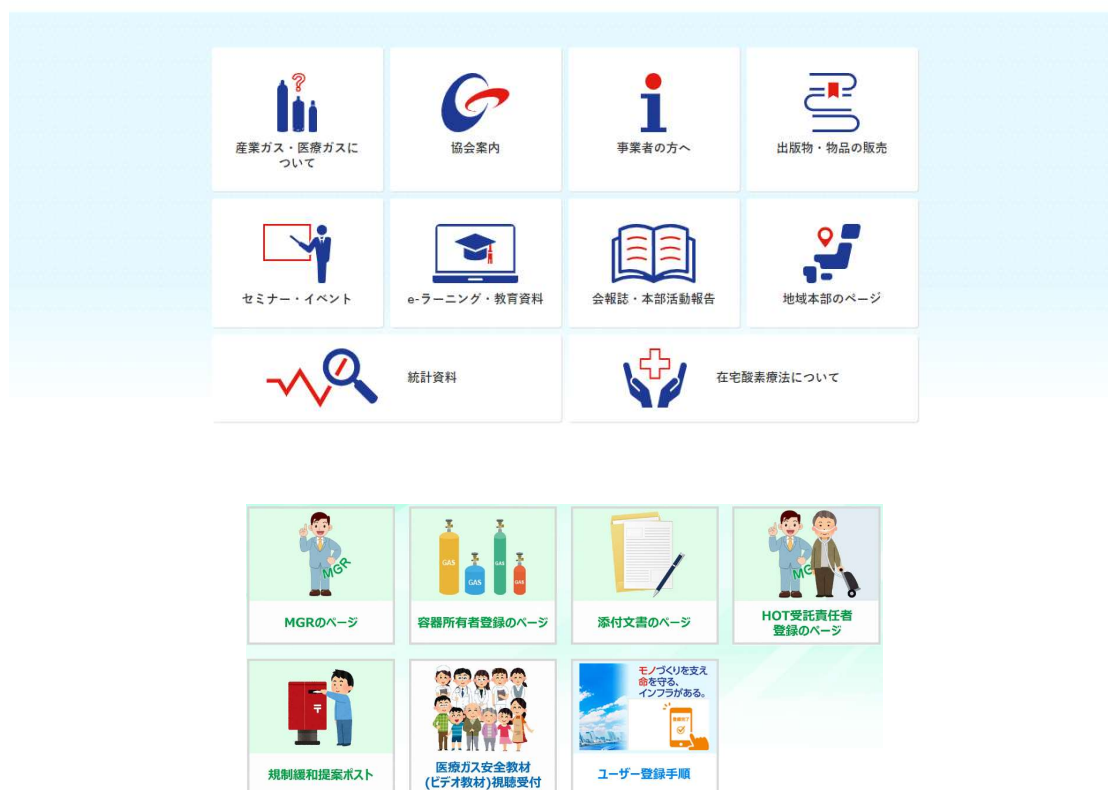 産業ガス・医療ガスに
ついて
協会案内
事業者の方へ
出版物・物品の販売
セミナー・イベント
e-ラーニング・教育資料
会報誌・本部活動報告
地域本部のページ
統計資料
在宅酸素療法について
MGR
MGRのページ
GAS
GAS
GAS
GAS
容器所有者登録のページ
添付文書のページ
MG
HOT受託責任者
登録のページ
〒
規制緩和提案ポスト
医療ガス安全教材
(ビデオ教材)視聴受付
モノづくりを支え
命を守る、
インフラがある。
ユーザー登録手順